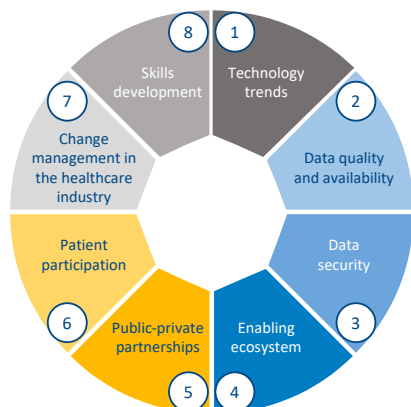 1
Technology
trends
2
Data quality
and availability
3
Data
security
4
Enabling
ecosystem
5
Public-private
partnerships
6
Patient
participation
7
Change
management in
the healthcare
industry
8
Skills
development